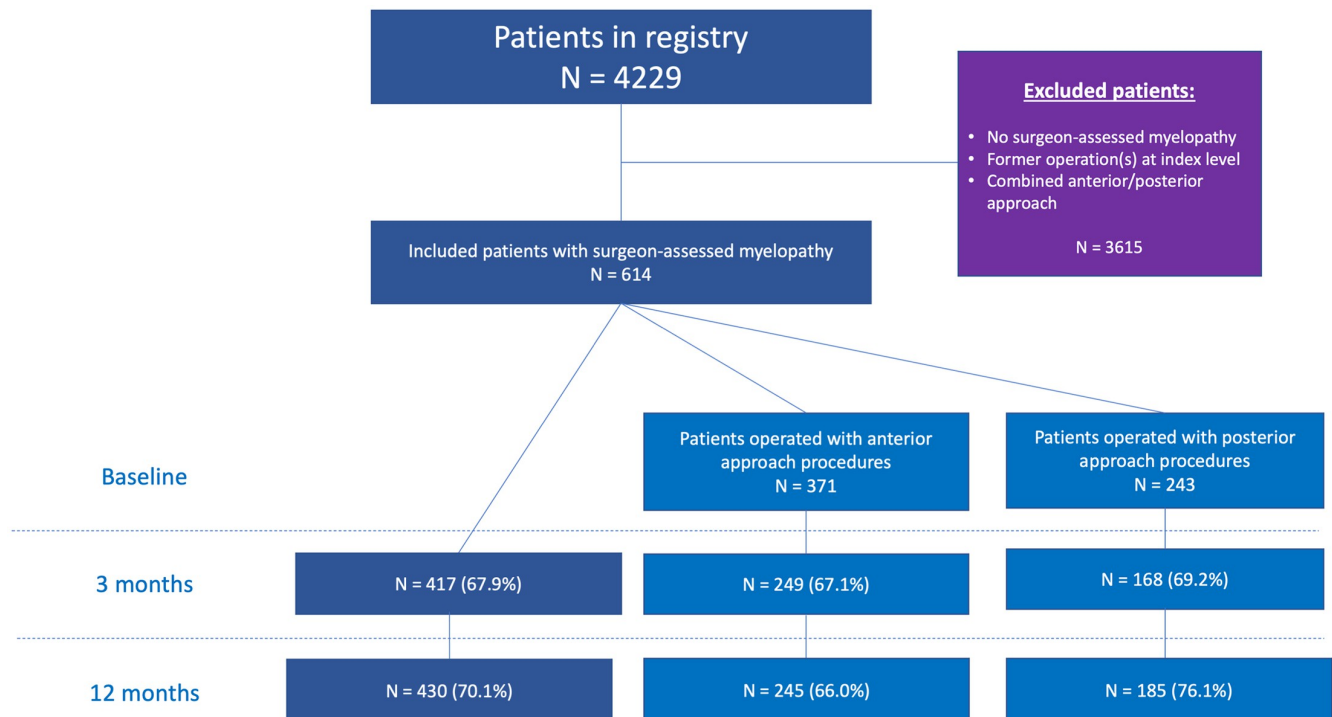 Patients in registry
N = 4229
Excluded patients:
• No surgeon-assessed myelopathy
• Former operation(s) at index level
• Combined anterior/posterior
approach
N = 3615
Included patients with surgeon-assessed myelopathy
N = 614
Patients operated with anterior
approach procedures
N = 371
Patients operated with posterior
approach procedures
N = 243
Baseline
3 months
N = 417 (67.9%)
N = 249 (67.1%)
N = 168 (69.2%)
12 months
N = 430 (70.1%)
N = 245 (66.0%)
N = 185 (76.1%)